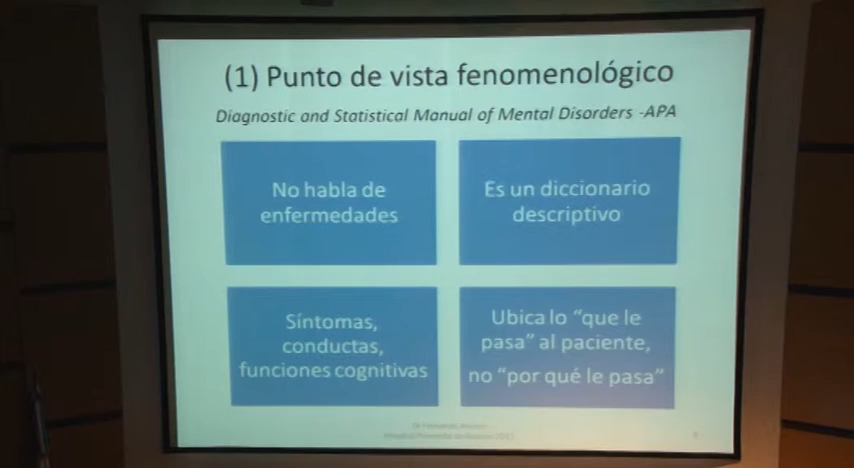 (1) Punto de vista fenomenológico
Diagnostic and Statistical Manual of Mental Disorders -APA
No habla de
enfermedades
Es un diccionario
descriptivo
Síntomas,
conductas,
funciones cognitivas
Ubica lo “que le
pasa” al paciente,
no “por qué le pasa”